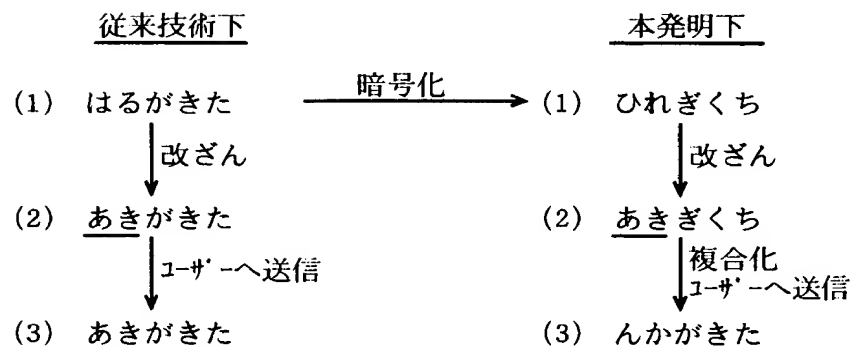 従来技術下 本発明下
(1) はるがきた 暗号化 (1) ひれぎくち
改ざん 改ざん
(2) あきがきた (2) あきぎくち
ﾕｰｻﾞｰへ送信 複合化
ﾕｰｻﾞｰへ送信
(3) あきがきた (3) んかがきた